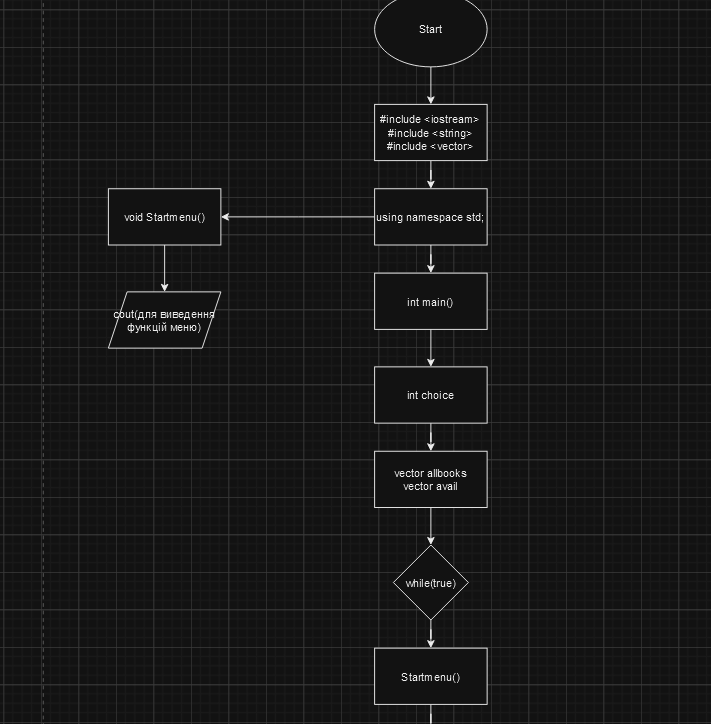 Start
#include <iostream>
#include <string>
#include <vector>
void Startmenu()
using namespace std;
cout(для виведення
функцій меню)
int main()
int choice
vector allbooks
vector avail
while(true)
Startmenu()